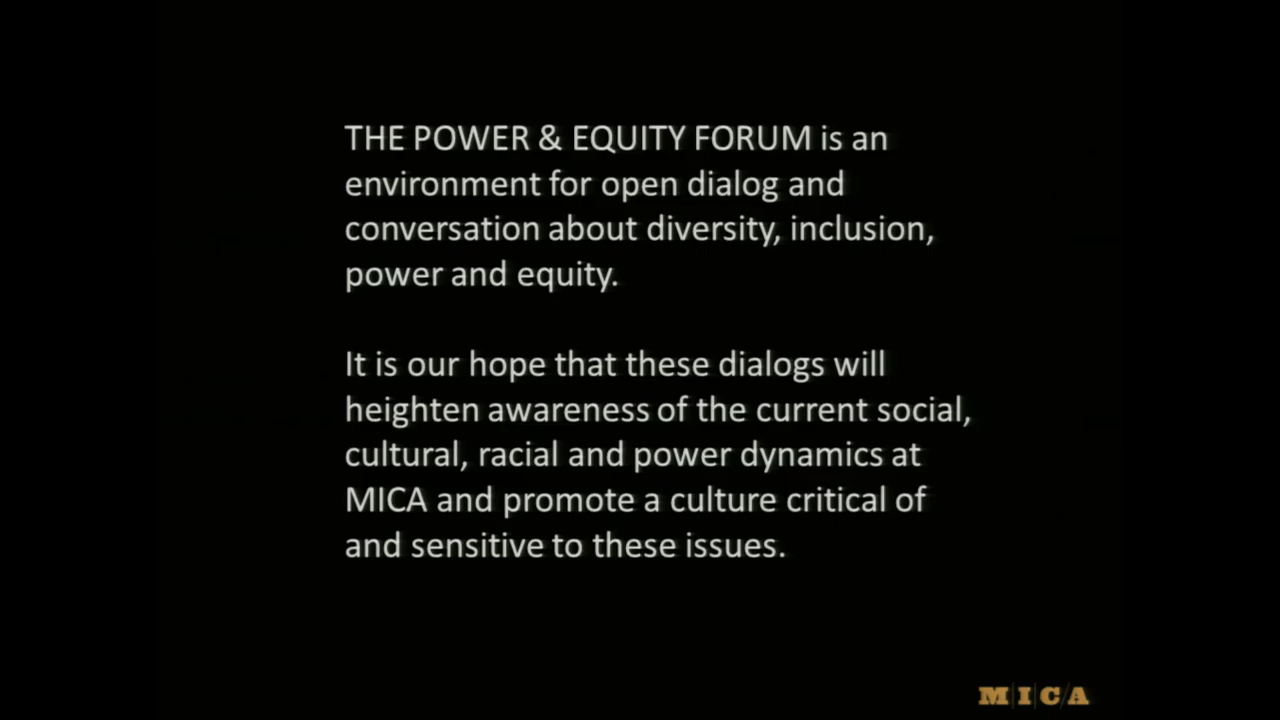 THE POWER & EQUITY FORUM is an
environment for open dialog and
conversation about diversity, inclusion,
power and equity.
It is our hope that these dialogs will
heighten awareness of the current social,
cultural, racial and power dynamics at
MICA and promote a culture critical of
and sensitive to these issues.
M|I|C|A